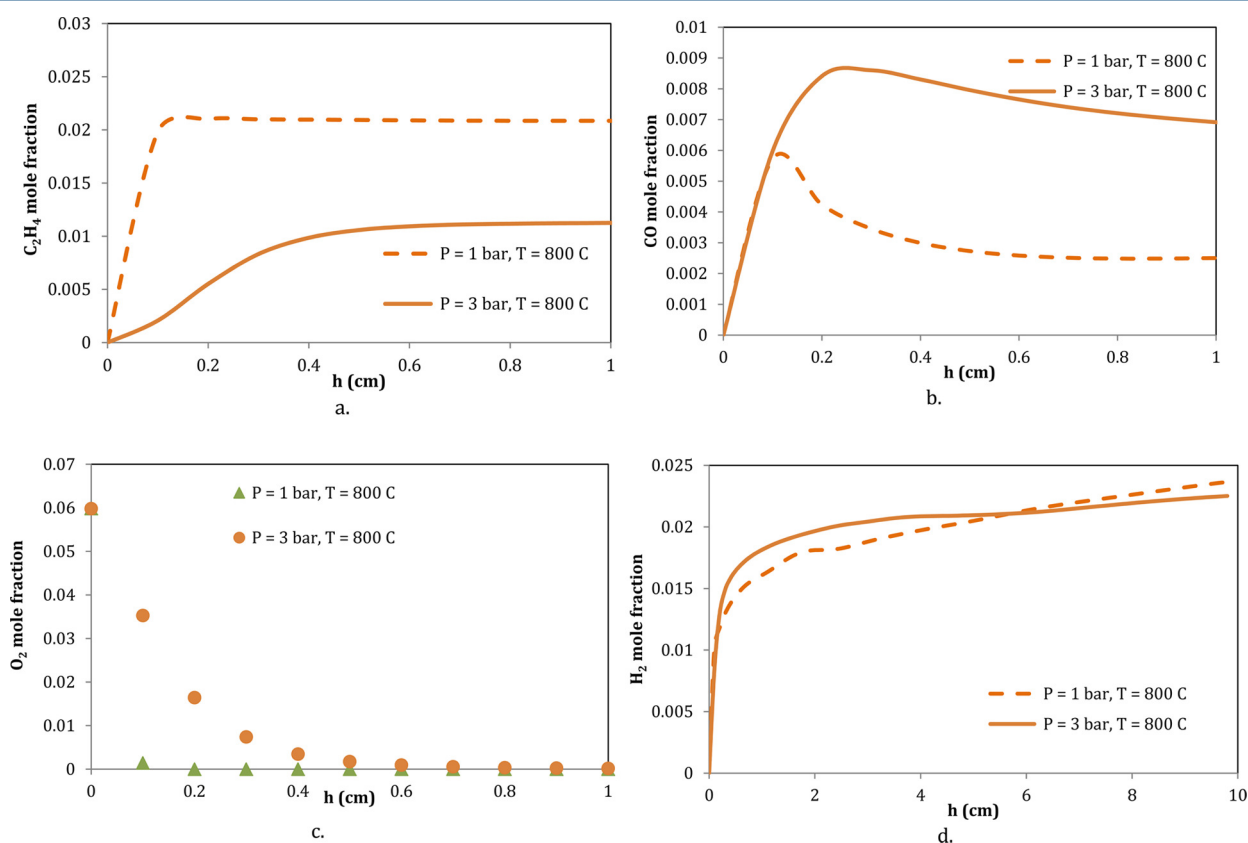 0.03
0.025
0.02
0.015
0.01
0.005
0
C₂H₄ mole fraction
P = 1 bar, T = 800 C
P = 3 bar, T = 800 C
0 0.2 0.4 0.6 0.8 1
h (cm)
a.
0.01
0.009
0.008
0.007
0.006
0.005
0.004
0.003
0.002
0.001
0
CO mole fraction
P = 1 bar, T = 800 C
P = 3 bar, T = 800 C
0 0.2 0.4 0.6 0.8 1
h (cm)
b.
0.07
0.06
0.05
0.04
0.03
0.02
0.01
0
O₂ mole fraction
P = 1 bar, T = 800 C
P = 3 bar, T = 800 C
0 0.2 0.4 0.6 0.8 1
h (cm)
c.
0.025
0.02
0.015
0.01
0.005
0
H₂ mole fraction
P = 1 bar, T = 800 C
P = 3 bar, T = 800 C
0 2 4 6 8 10
h (cm)
d.